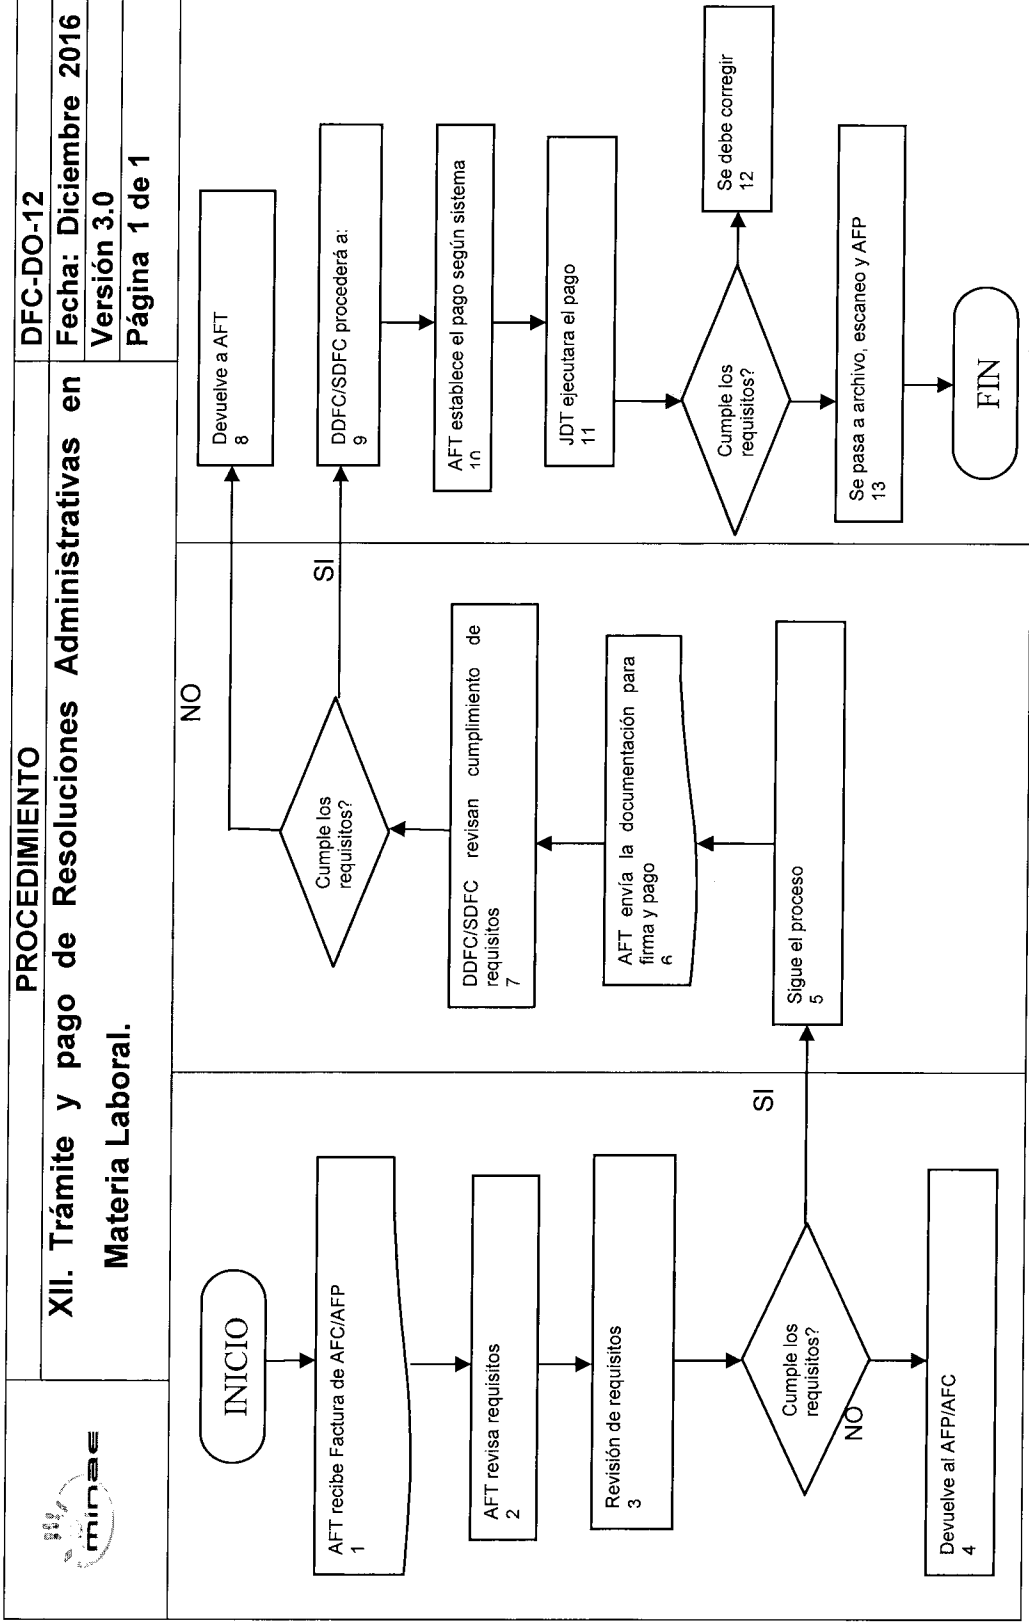 minae
PROCEDIMIENTO
XII. Trámite y pago de Resoluciones Administrativas en
Materia Laboral.
DFC-DO-12
Fecha: Diciembre 2016
Versión 3.0
Página 1 de 1
INICIO
AFT recibe Factura de AFC/AFP
1
AFT revisa requisitos
2
Revisión de requisitos
3
Cumple los
requisitos?
NO
SI
Devuelve al AFP/AFC
4
Sigue el proceso
5
AFT envía la documentación para
firma y pago
6
DDFC/SDFC revisan cumplimiento de
requisitos
7
Cumple los
requisitos?
NO
SI
Devuelve a AFT
8
DDFC/SDFC procederá a:
9
AFT establece el pago según sistema
10
JDT ejecutara el pago
11
Cumple los
requisitos?
Se debe corregir
12
Se pasa a archivo, escaneo y AFP
13
FIN